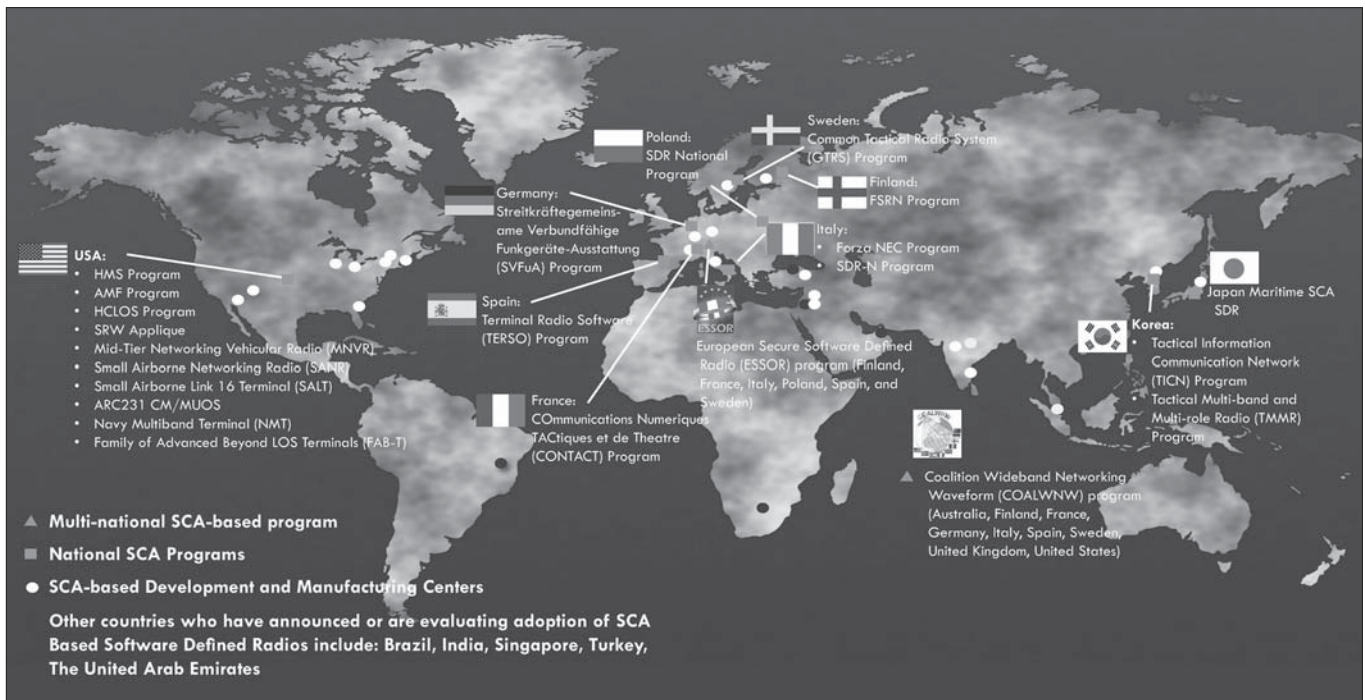 Sweden:
Common Tactical Radio System
(GTRS) Program
Poland:
SDR National
Program
Finland:
FSRN Program
Germany:
Streitkräftegemeins-
ame Verbundfähige
Funkgeräte-Ausstattung
(SVFuA) Program
Italy:
• Forza NEC Program
• SDR-N Program
USA:
• HMS Program
• AMF Program
• HCLOS Program
• SRW Applique
• Mid-Tier Networking Vehicular Radio (MNVR)
• Small Airborne Networking Radio (SANR)
• Small Airborne Link 16 Terminal (SALT)
• ARC231 CM/MUOS
• Navy Multiband Terminal (NMT)
• Family of Advanced Beyond LOS Terminals (FAB-T)
Spain:
Terminal Radio Software
(TERSO) Program
ESSOR
European Secure Software Defined
Radio (ESSOR) program (Finland,
France, Italy, Poland, Spain, and
Sweden)
Japan Maritime SCA
SDR
Korea:
• Tactical Information
Communication Network
(TICN) Program
• Tactical Multi-band and
Multi-role Radio (TMMR)
Program
France:
COmmunications Numeriques
TACtiques et de Theatre
(CONTACT) Program
COALWNW
Coalition Wideband Networking
Waveform (COALWNW) program
(Australia, Finland, France,
Germany, Italy, Spain, Sweden,
United Kingdom, United States)
Multi-national SCA-based program
National SCA Programs
SCA-based Development and Manufacturing Centers
Other countries who have announced or are evaluating adoption of SCA
Based Software Defined Radios include: Brazil, India, Singapore, Turkey,
The United Arab Emirates